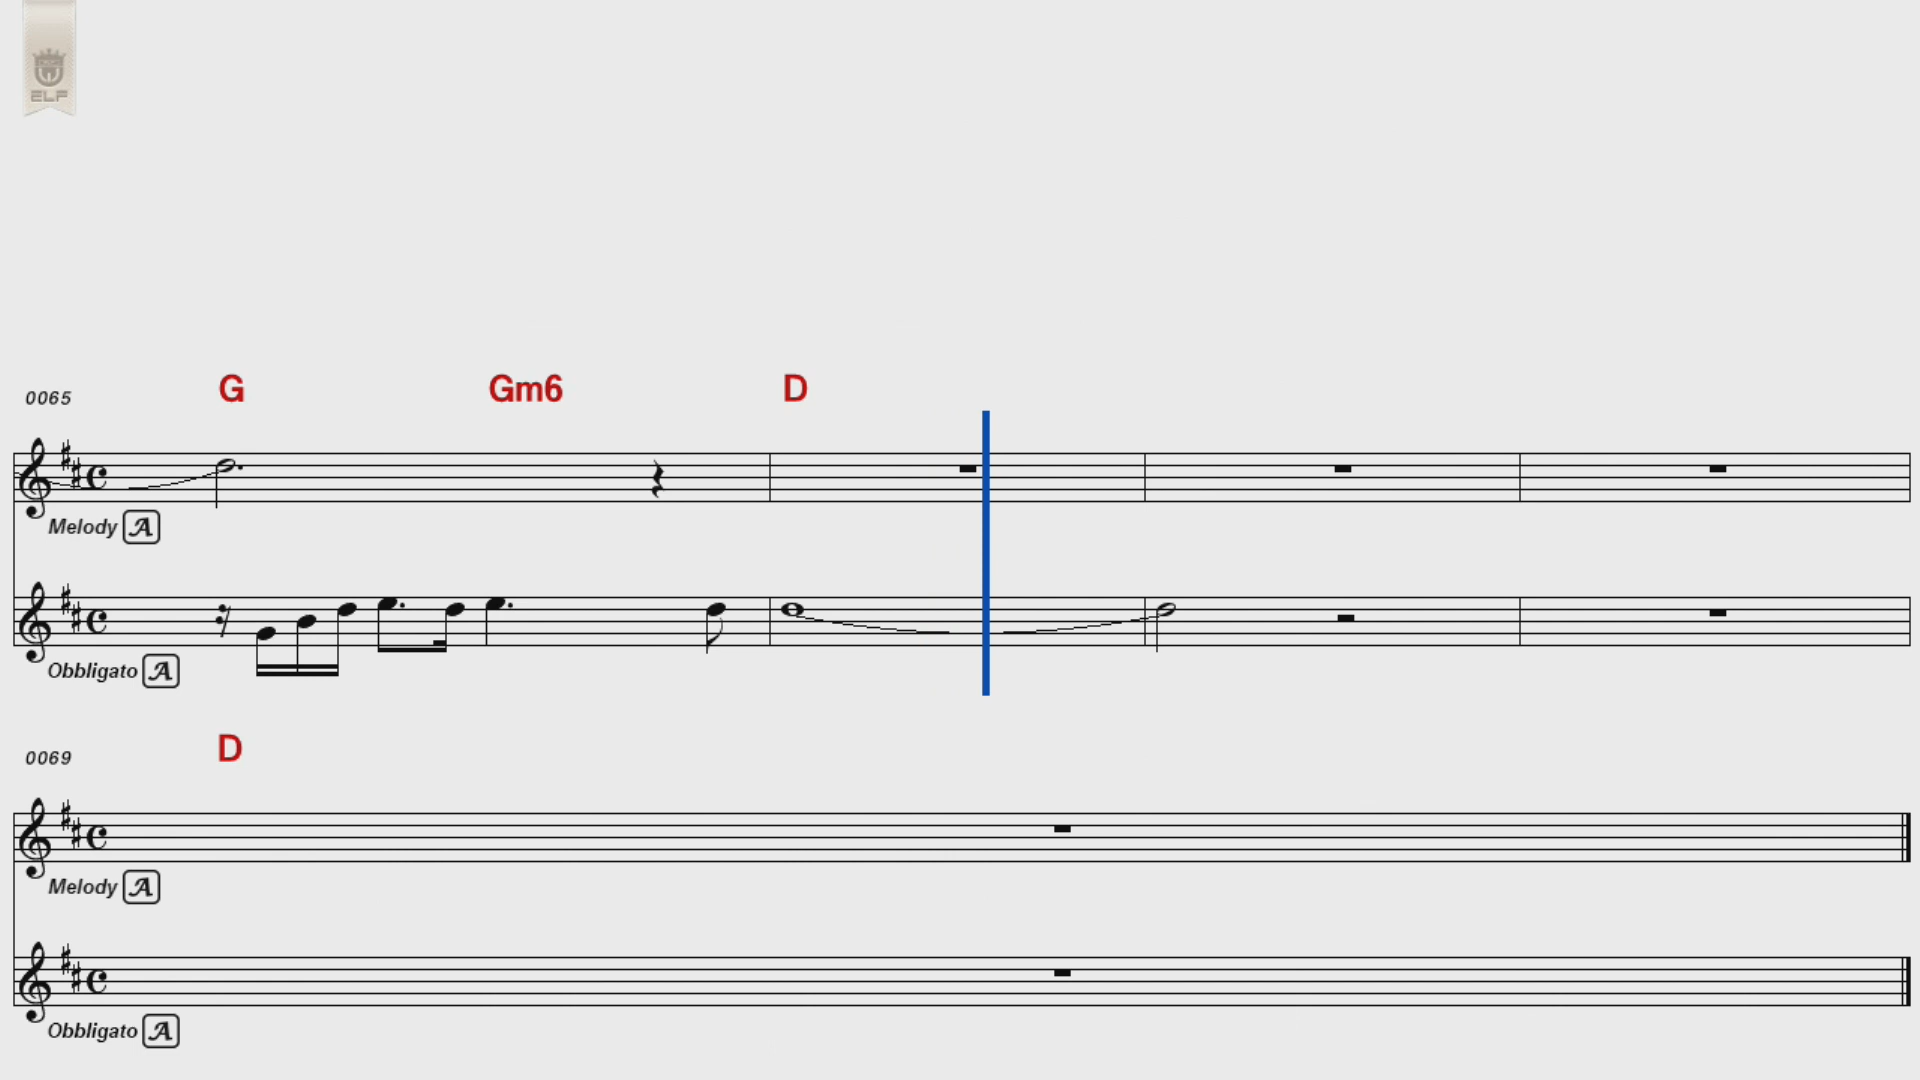 ELF
0065 G Gm6 D
Melody A
Obbligato A
0069 D
Melody A
Obbligato A